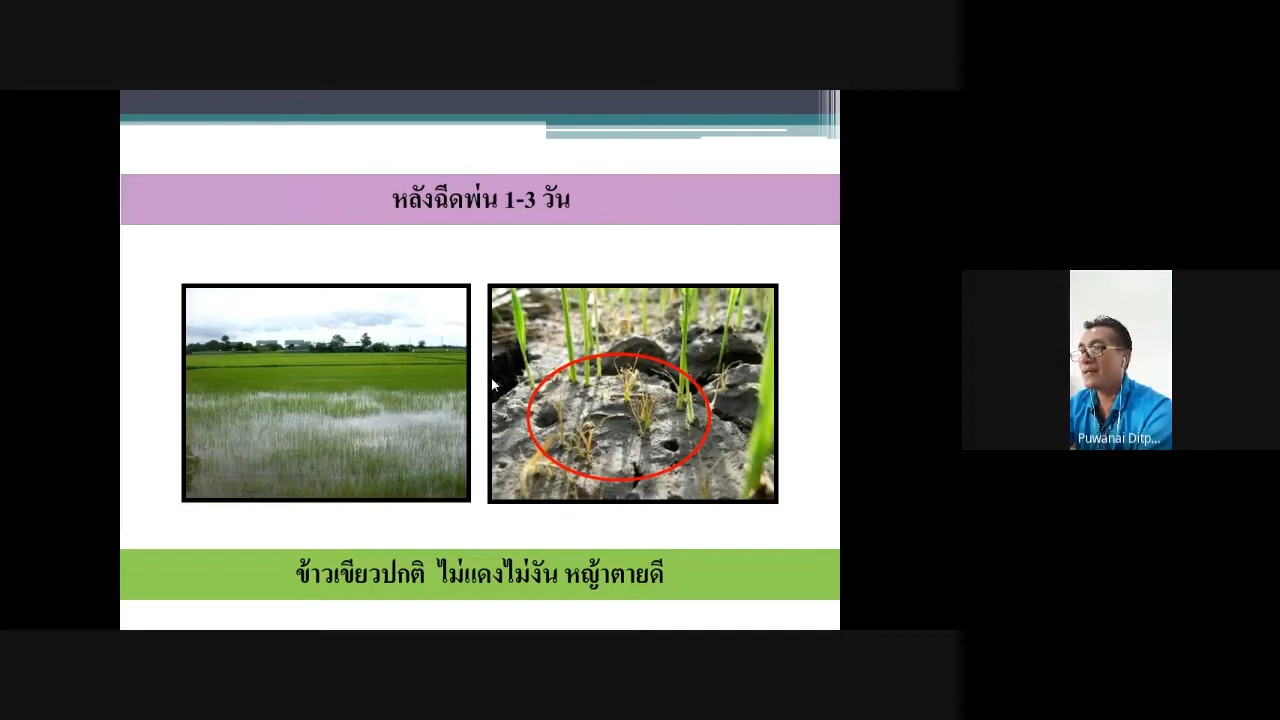 หลังฉีดพ่น 1-3 วัน
ข้าวเขียวปกติ ไม่แดงไม่งัน หญ้าตายดี
Puwanai Ditp...